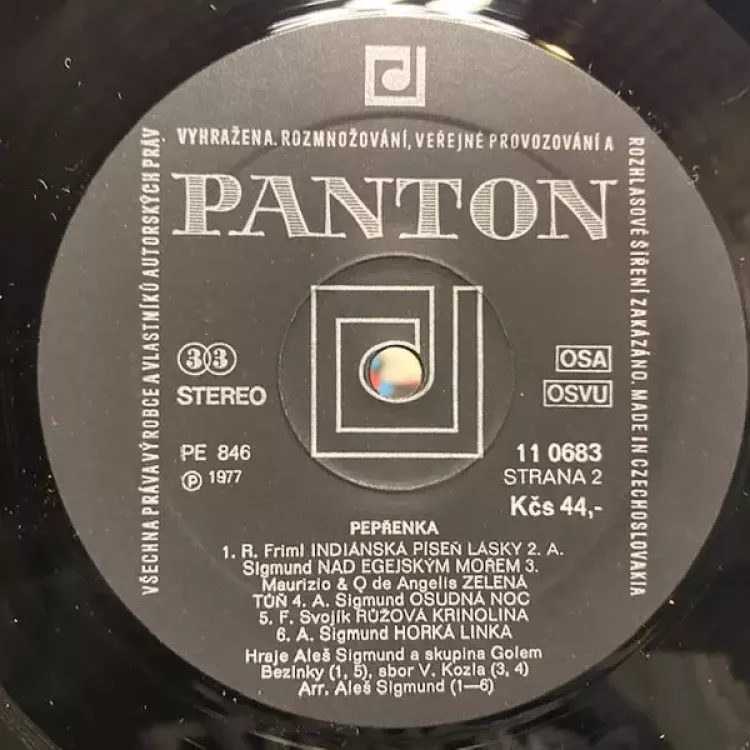 VŠECHNA PRÁVA VÝROBCE A VLASTNÍKŮ AUTORSKÝCH PRÁV
VYHRAŽENA. ROZMNOŽOVÁNÍ, VEŘEJNÉ PROVOZOVÁNÍ A
ROZHLASOVÉ ŠÍŘENÍ ZAKÁZÁNO. MADE IN CZECHOSLOVAKIA
PANTON
33
STEREO
OSA
OSVU
PE 846
℗ 1977
11 0683
STRANA 2
Kčs 44,-
PEPŘENKA
1. R. Friml INDIÁNSKÁ PÍSEŇ LÁSKY 2. A.
Sigmund NAD EGEJSKÝM MOŘEM 3.
Maurizio & Q de Angelis ZELENÁ
TŮŇ 4. A. Sigmund OSUDNÁ NOC
5. F. Svojík RŮŽOVÁ KRINOLINA
6. A. Sigmund HORKÁ LINKA
Hraje Aleš Sigmund a skupina Golem
Bezinky (1, 5), sbor V. Kozla (3, 4)
Arr. Aleš Sigmund (1—6)